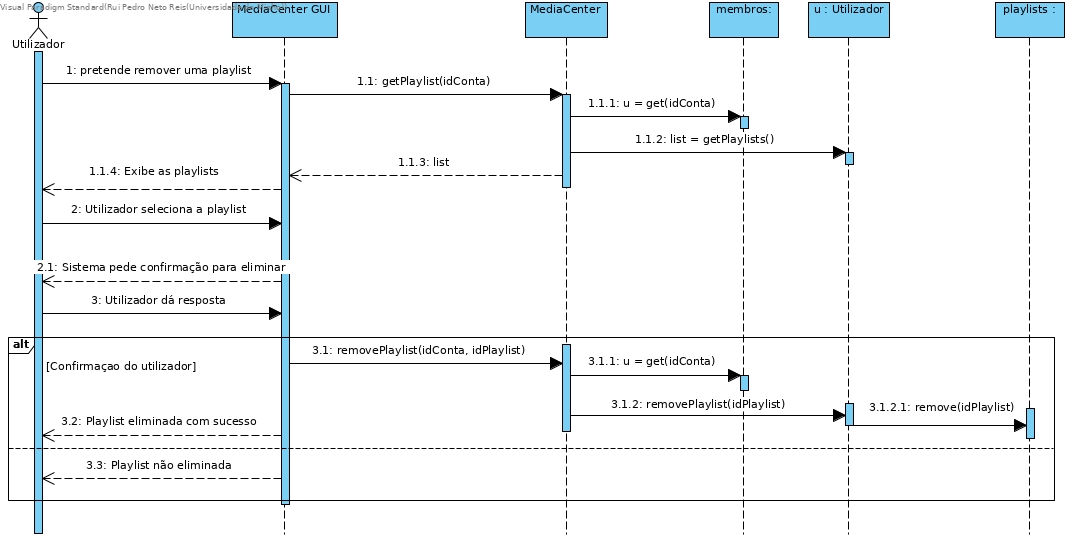 Visual Paradigm Standard(Rui Pedro Neto Reis(Universidade
MediaCenter GUI
MediaCenter
membros:
u : Utilizador
playlists :
Utilizador
1: pretende remover uma playlist
1.1: getPlaylist(idConta)
1.1.1: u = get(idConta)
1.1.2: list = getPlaylists()
1.1.3: list
1.1.4: Exibe as playlists
2: Utilizador seleciona a playlist
2.1: Sistema pede confirmação para eliminar
3: Utilizador dá resposta
alt
3.1: removePlaylist(idConta, idPlaylist)
3.1.1: u = get(idConta)
[Confirmaçao do utilizador]
3.1.2: removePlaylist(idPlaylist)
3.1.2.1: remove(idPlaylist)
3.2: Playlist eliminada com sucesso
3.3: Playlist não eliminada